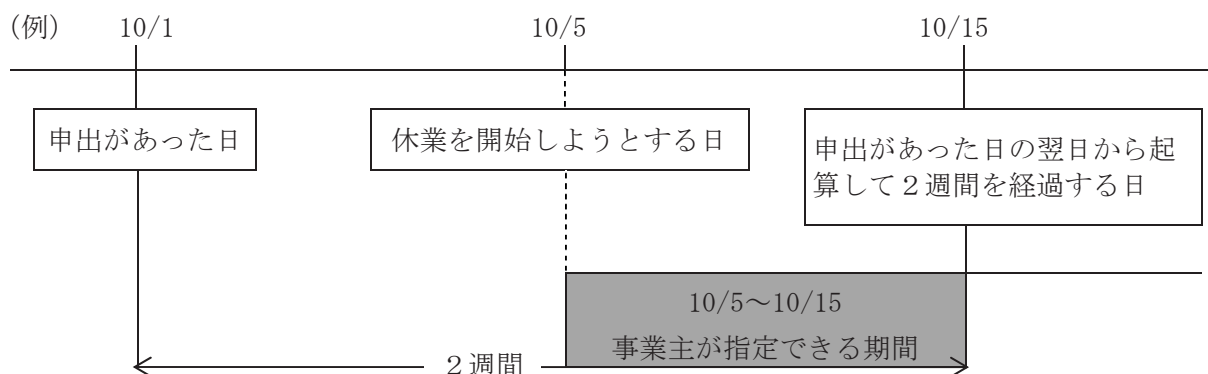 (例) 10/1 10/5 10/15
申出があった日
休業を開始しようとする日
申出があった日の翌日から起
算して2週間を経過する日
10/5～10/15
事業主が指定できる期間
2週間